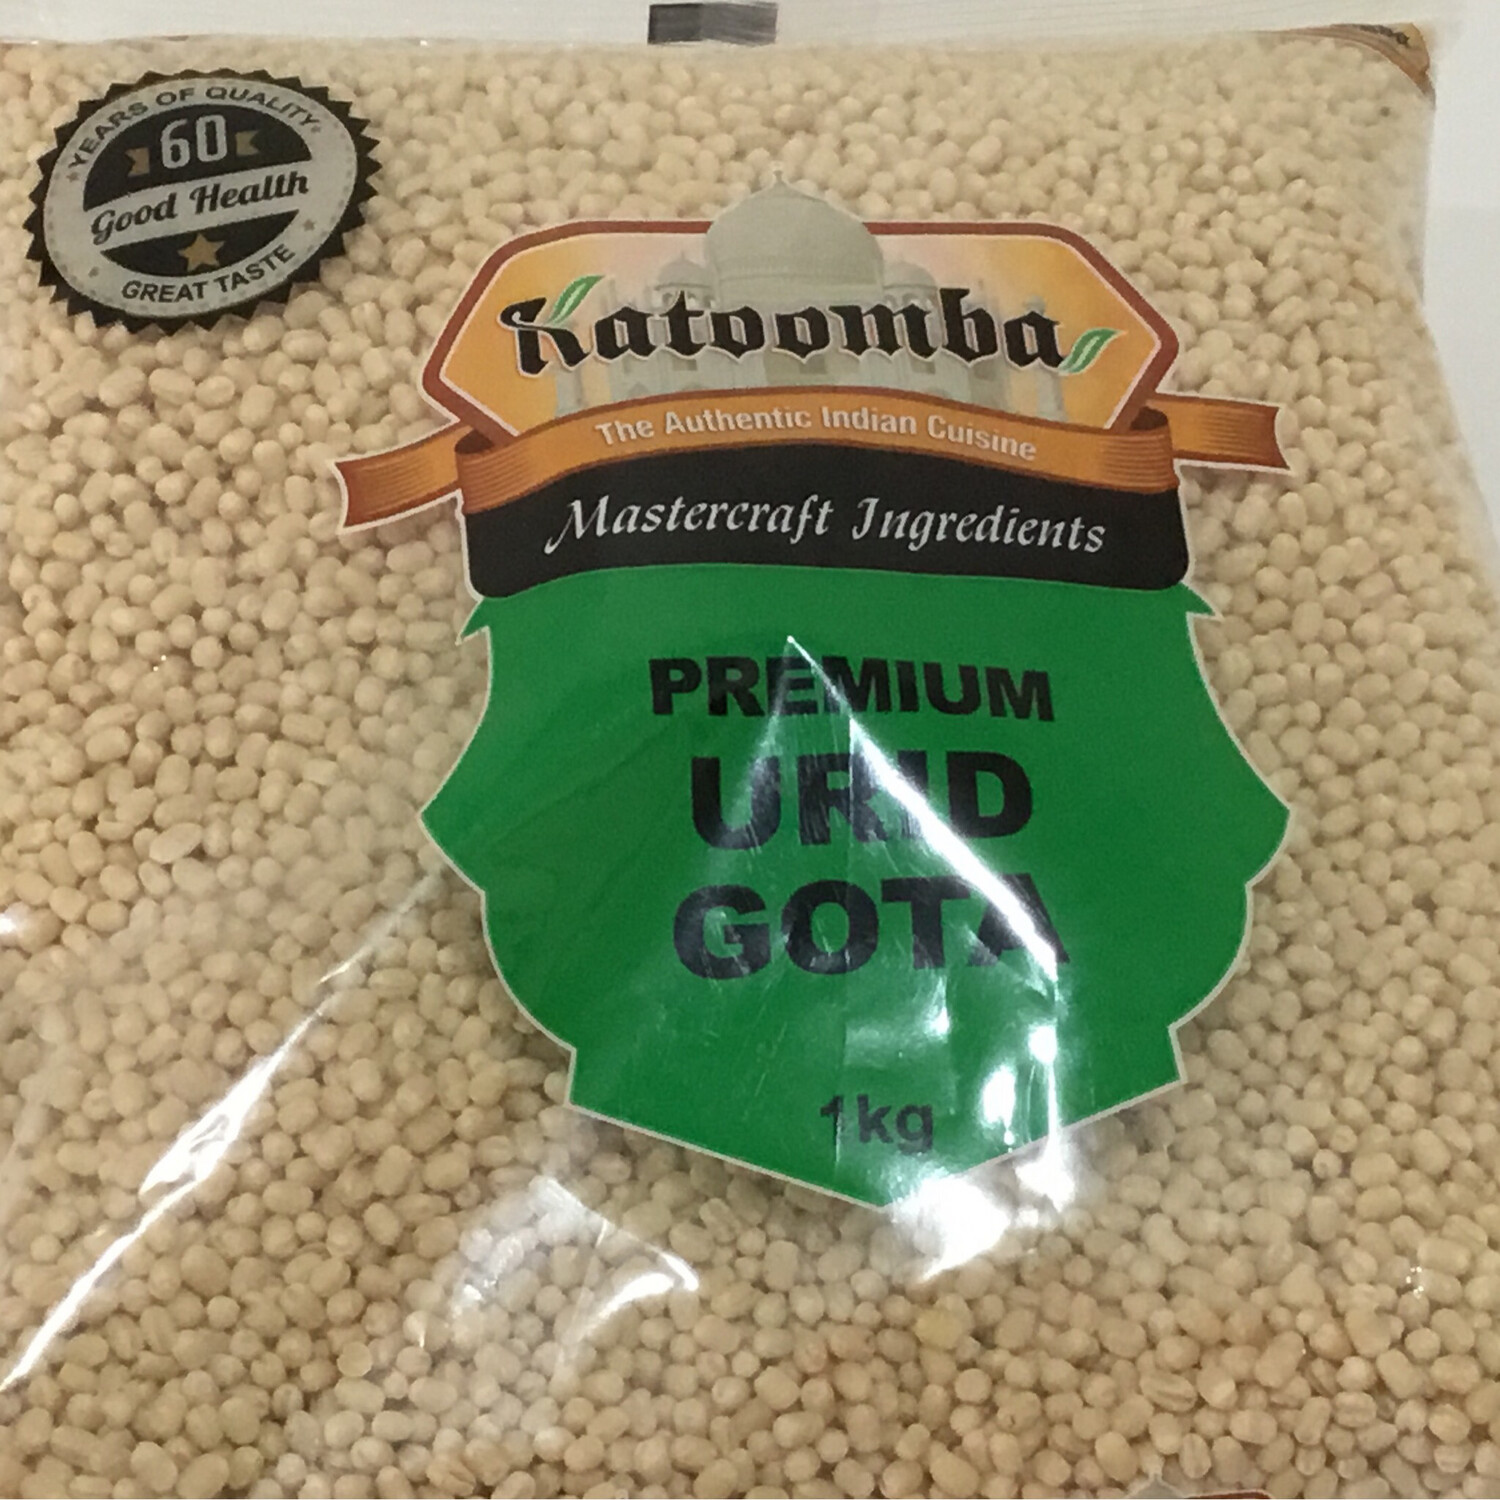 YEARS OF QUALITY
60
Good Health
GREAT TASTE
Katoomba
The Authentic Indian Cuisine
Mastercraft Ingredients
PREMIUM
URID
GOTA
1kg